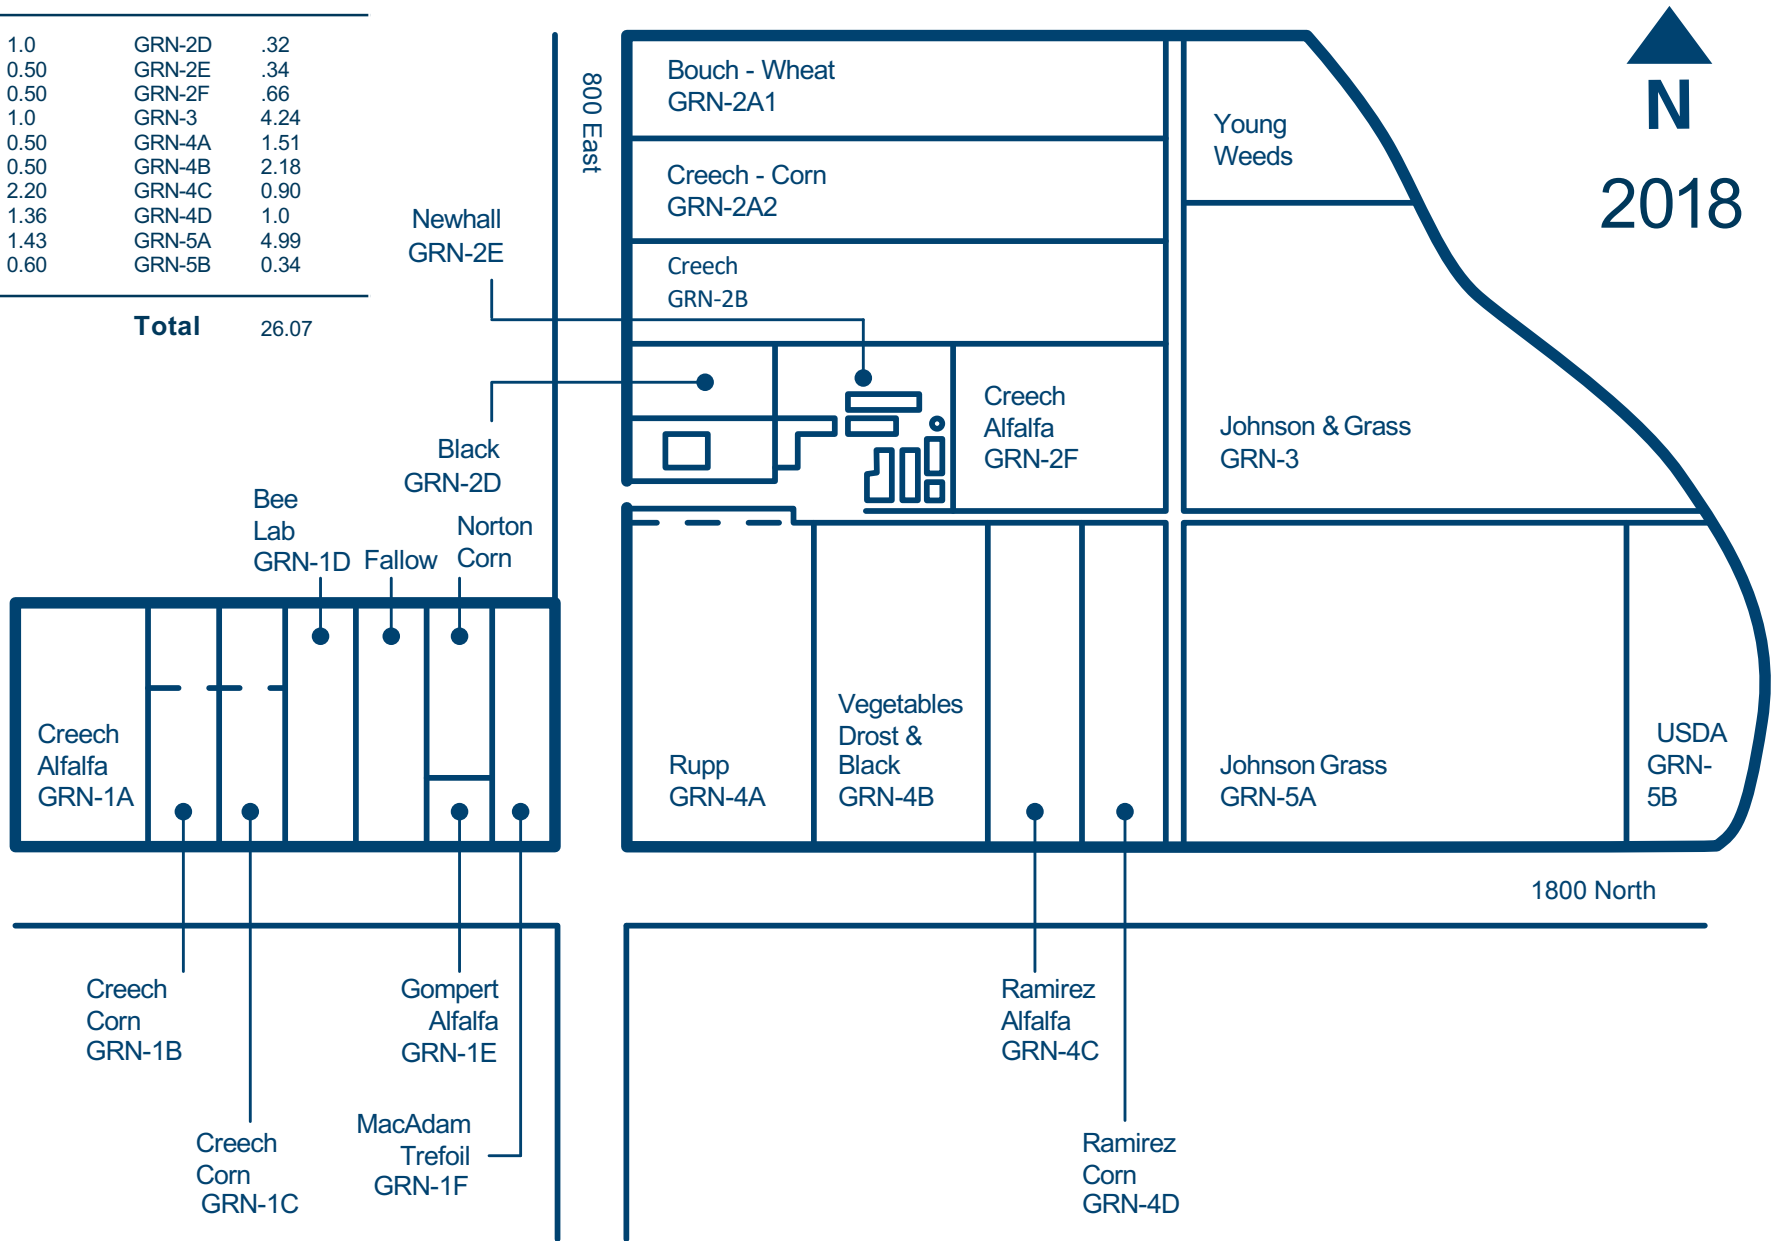 1.0 GRN-2D .32
0.50 GRN-2E .34
0.50 GRN-2F .66
1.0 GRN-3 4.24
0.50 GRN-4A 1.51
0.50 GRN-4B 2.18
2.20 GRN-4C 0.90
1.36 GRN-4D 1.0
1.43 GRN-5A 4.99
0.60 GRN-5B 0.34
Total 26.07
N
2018
800 East
Bouch - Wheat
GRN-2A1
Creech - Corn
GRN-2A2
Creech
GRN-2B
Young
Weeds
Newhall
GRN-2E
Black
GRN-2D
Creech
Alfalfa
GRN-2F
Johnson & Grass
GRN-3
Bee
Lab
GRN-1D
Fallow
Norton
Corn
Creech
Alfalfa
GRN-1A
Rupp
GRN-4A
Vegetables
Drost &
Black
GRN-4B
Johnson Grass
GRN-5A
USDA
GRN-
5B
1800 North
Creech
Corn
GRN-1B
Creech
Corn
GRN-1C
Gompert
Alfalfa
GRN-1E
MacAdam
Trefoil
GRN-1F
Ramirez
Alfalfa
GRN-4C
Ramirez
Corn
GRN-4D